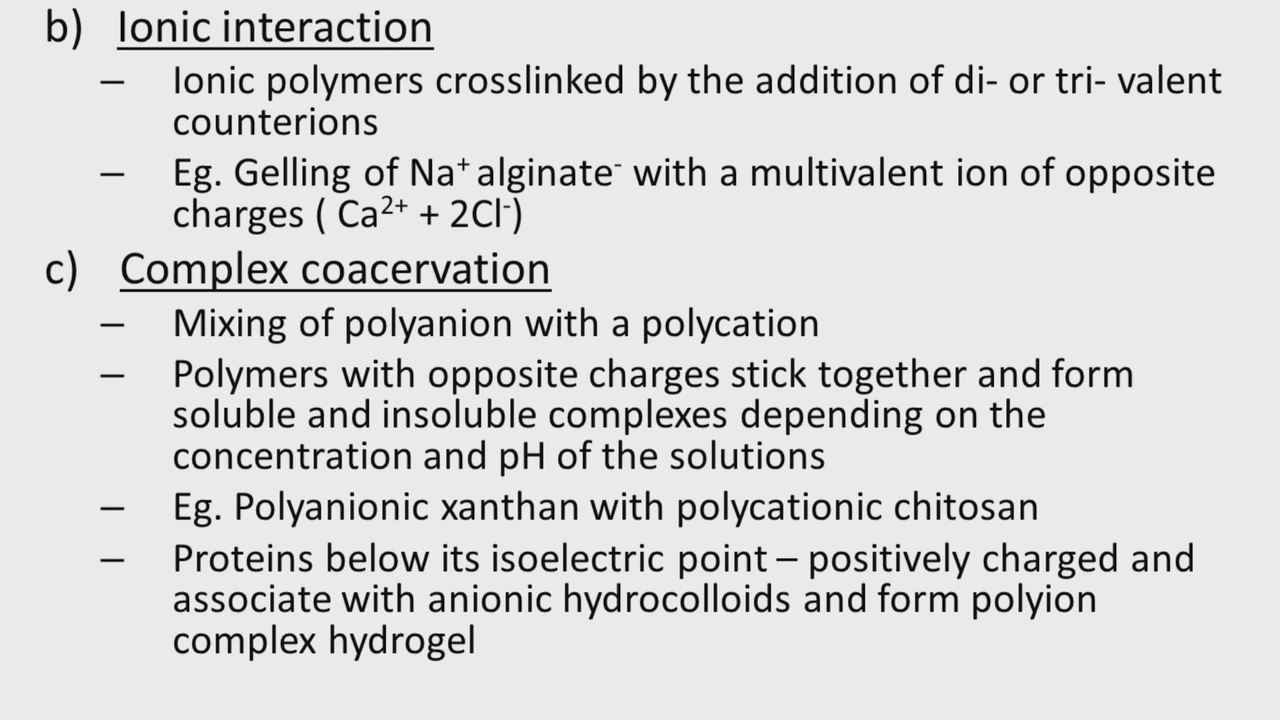 b) Ionic interaction
– Ionic polymers crosslinked by the addition of di- or tri- valent
counterions
– Eg. Gelling of Na⁺ alginate⁻ with a multivalent ion of opposite
charges ( Ca²⁺ + 2Cl⁻)
c) Complex coacervation
– Mixing of polyanion with a polycation
– Polymers with opposite charges stick together and form
soluble and insoluble complexes depending on the
concentration and pH of the solutions
– Eg. Polyanionic xanthan with polycationic chitosan
– Proteins below its isoelectric point – positively charged and
associate with anionic hydrocolloids and form polyion
complex hydrogel